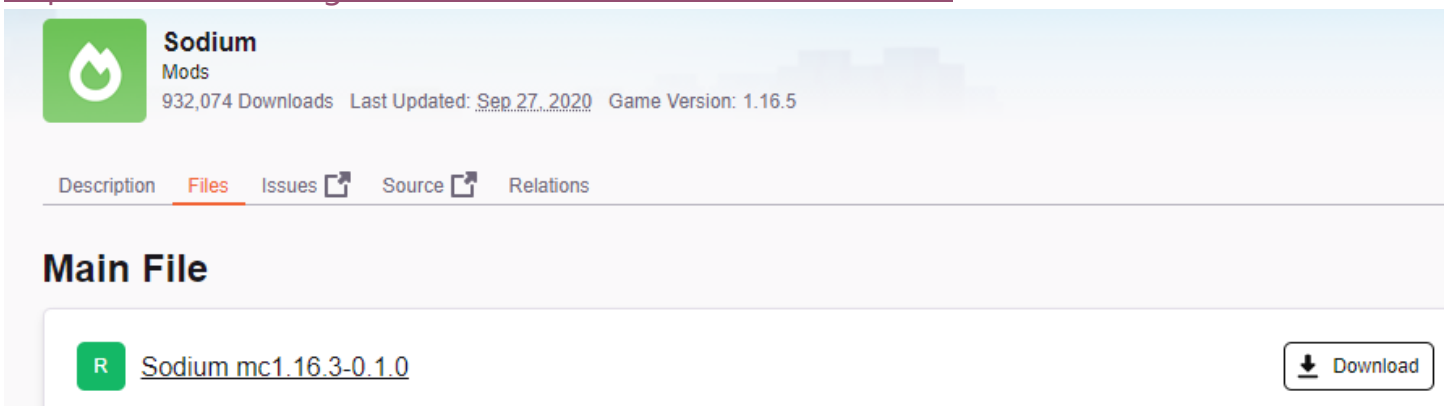 Sodium
Mods
932,074 Downloads Last Updated: Sep 27, 2020 Game Version: 1.16.5
Description Files Issues Source Relations
Main File
R Sodium mc1.16.3-0.1.0 Download